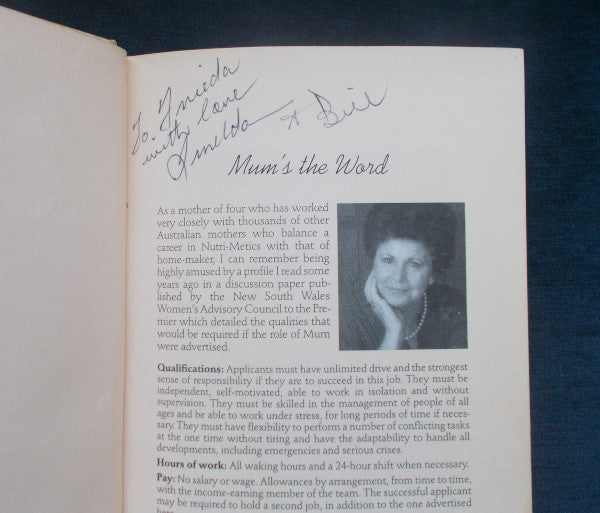 To Frieda
with love
Imelda & Bill
Mum's the Word
As a mother of four who has worked
very closely with thousands of other
Australian mothers who balance a
career in Nutri-Metics with that of
home-maker, I can remember being
highly amused by a profile I read some
years ago in a discussion paper pub-
lished by the New South Wales
Women's Advisory Council to the Pre-
mier which detailed the qualities that
would be required if the role of Mum
were advertised.
Qualifications: Applicants must have unlimited drive and the strongest
sense of responsibility if they are to succeed in this job. They must be
independent, self-motivated, able to work in isolation and without
supervision. They must be skilled in the management of people of all
ages and be able to work under stress, for long periods of time if neces-
sary. They must have flexibility to perform a number of conflicting tasks
at the one time without tiring and have the adaptability to handle all
developments, including emergencies and serious crises.
Hours of work: All waking hours and a 24-hour shift when necessary.
Pay: No salary or wage. Allowances by arrangement, from time to time,
with the income-earning member of the team. The successful applicant
may be required to hold a second job, in addition to the one advertised
here.